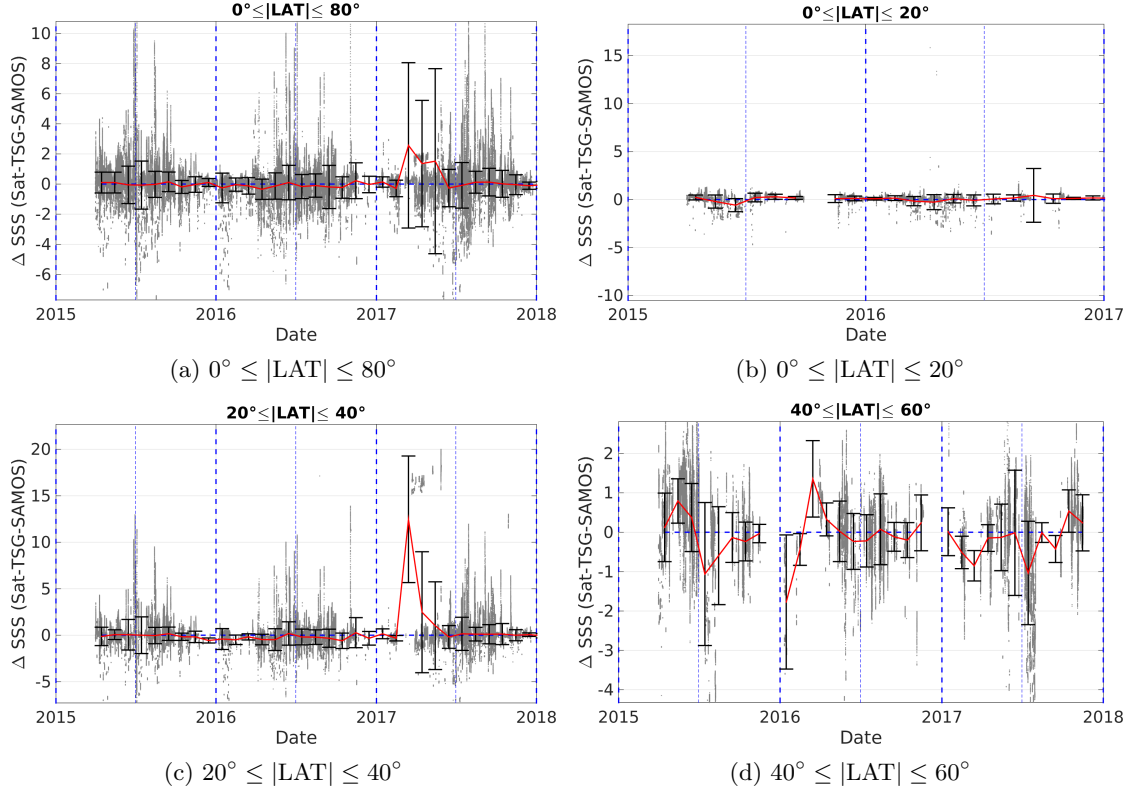 0°≤|LAT|≤ 80°
Δ SSS (Sat-TSG-SAMOS)
10
8
6
4
2
0
-2
-4
-6
2015
2016
2017
2018
Date
(a) 0° ≤ |LAT| ≤ 80°
0°≤|LAT|≤ 20°
Δ SSS (Sat-TSG-SAMOS)
15
10
5
0
-5
-10
2015
2016
2017
Date
(b) 0° ≤ |LAT| ≤ 20°
20°≤|LAT|≤ 40°
Δ SSS (Sat-TSG-SAMOS)
20
15
10
5
0
-5
2015
2016
2017
2018
Date
(c) 20° ≤ |LAT| ≤ 40°
40°≤|LAT|≤ 60°
Δ SSS (Sat-TSG-SAMOS)
2
1
0
-1
-2
-3
-4
2015
2016
2017
2018
Date
(d) 40° ≤ |LAT| ≤ 60°